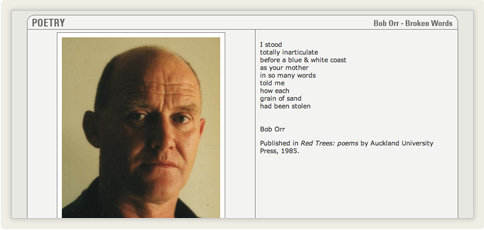 POETRY
Bob Orr - Broken Words
I stood
totally inarticulate
before a blue & white coast
as your mother
in so many words
told me
how each
grain of sand
had been stolen
Bob Orr
Published in Red Trees: poems by Auckland University
Press, 1985.